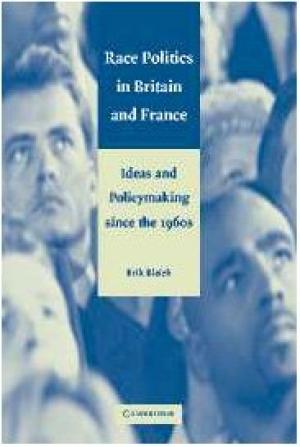 Race Politics
in Britain
and France
Ideas and
Policymaking
since the 1960s
Erik Bleich
CAMBRIDGE